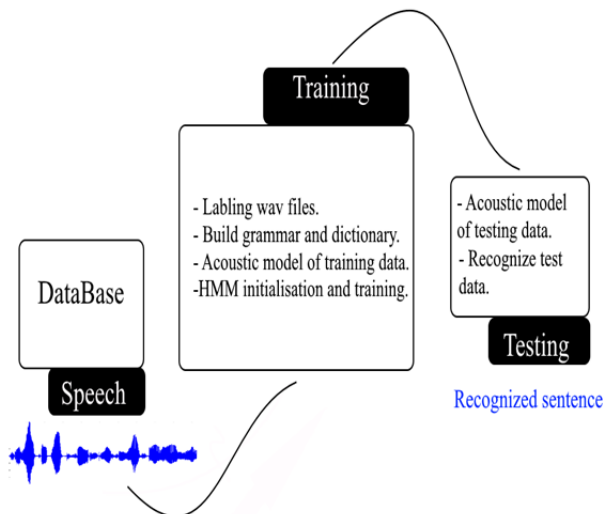 DataBase
Speech
Training
- Labling wav files.
- Build grammar and dictionary.
- Acoustic model of training data.
-HMM initialisation and training.
- Acoustic model
of testing data.
- Recognize test
data.
Testing
Recognized sentence